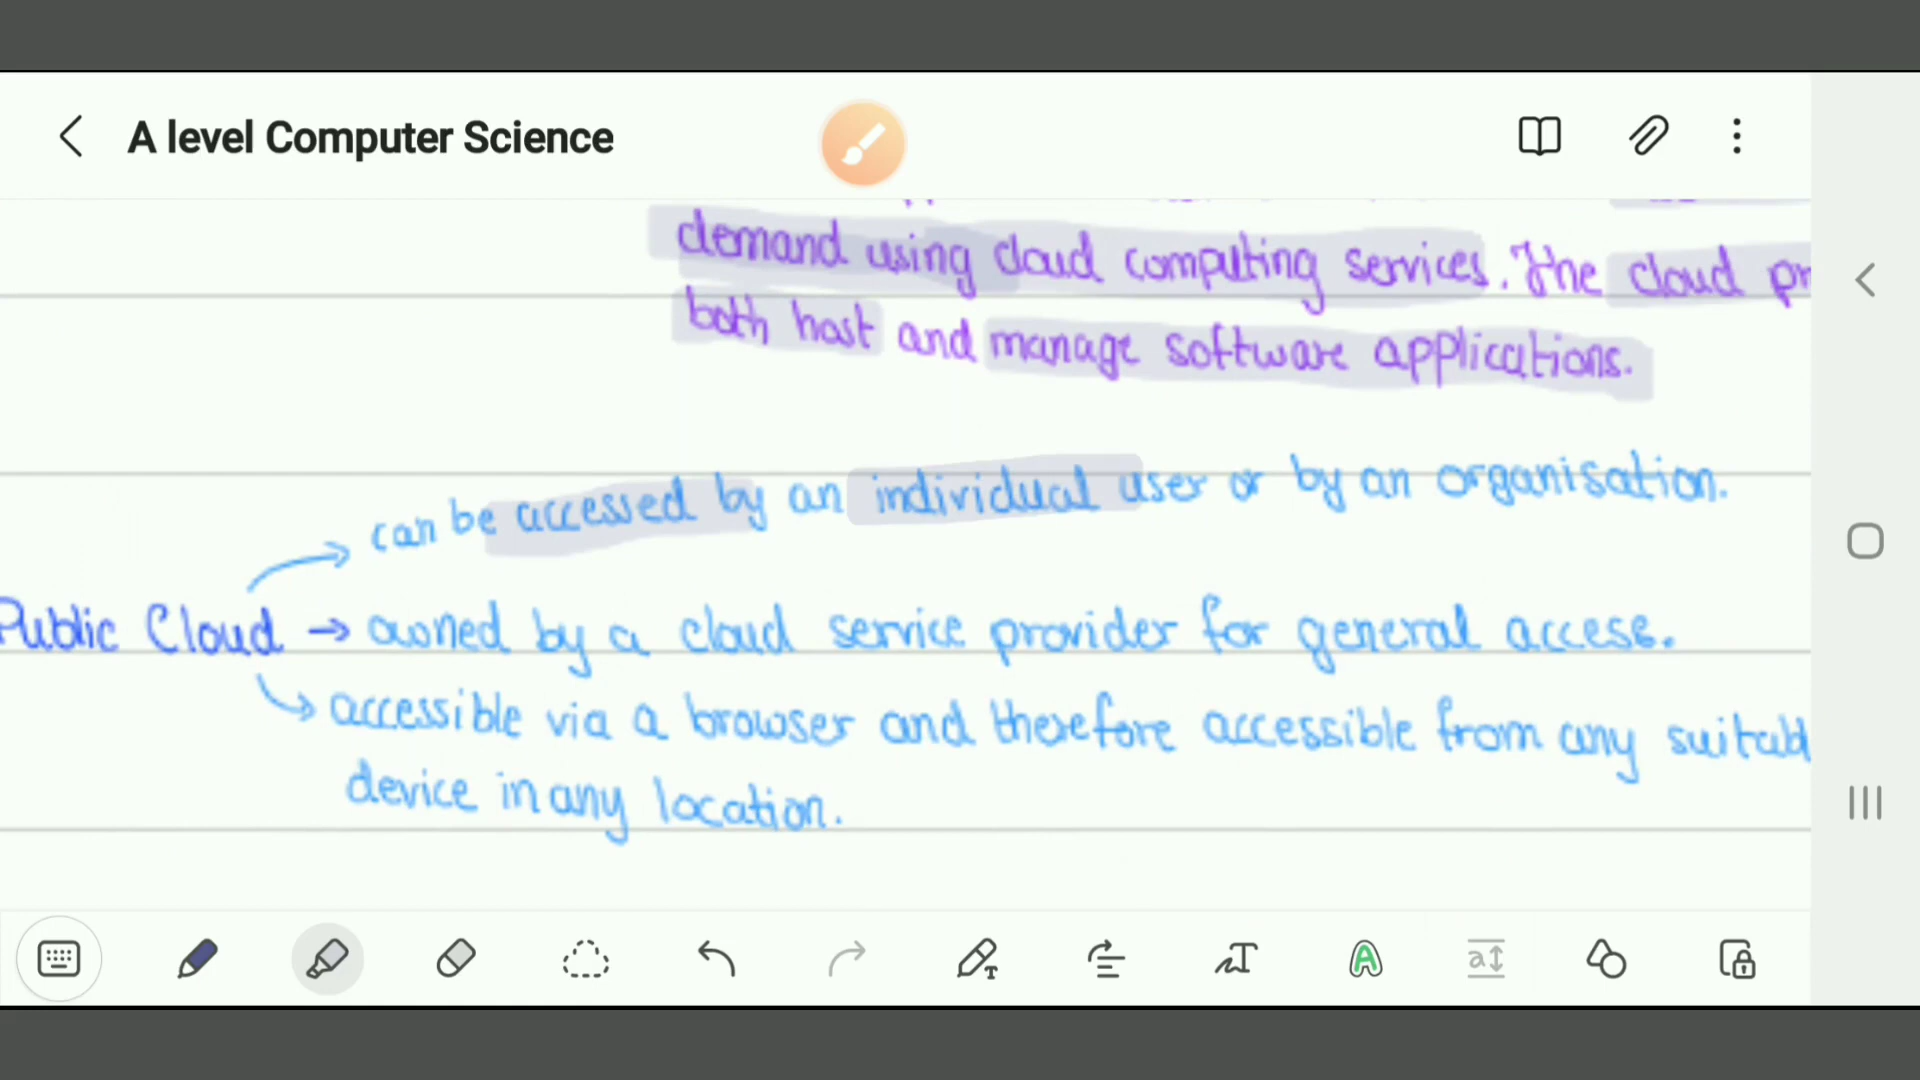 A level Computer Science
demand using cloud computing services. The cloud pr
both host and manage software applications.
can be accessed by an individual user or by an organisation.
Public Cloud → owned by a cloud service provider for general access.
accessible via a browser and therefore accessible from any suitabl
device in any location.